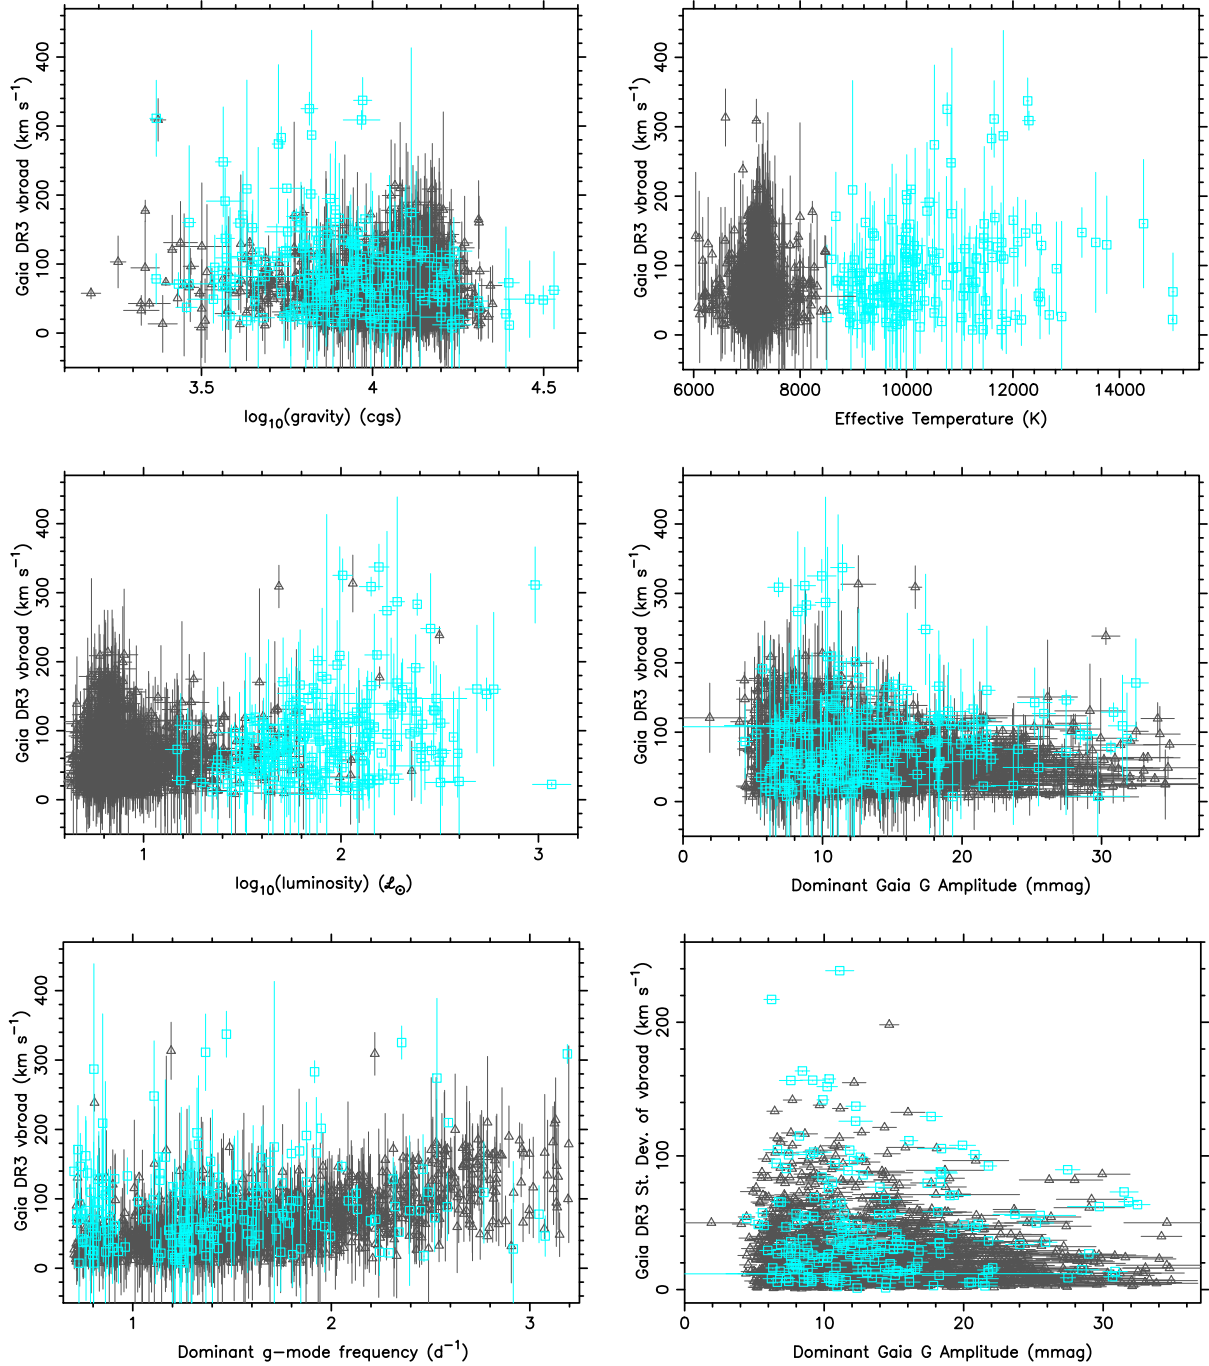 Gaia DR3 vbroad (km s⁻¹)
0 100 200 300 400
3.5 4 4.5
log₁₀(gravity) (cgs)
Gaia DR3 vbroad (km s⁻¹)
0 100 200 300 400
6000 8000 10000 12000 14000
Effective Temperature (K)
Gaia DR3 vbroad (km s⁻¹)
0 100 200 300 400
1 2 3
log₁₀(luminosity) (ℒ⊙)
Gaia DR3 vbroad (km s⁻¹)
0 100 200 300 400
0 10 20 30
Dominant Gaia G Amplitude (mmag)
Gaia DR3 vbroad (km s⁻¹)
0 100 200 300 400
1 2 3
Dominant g-mode frequency (d⁻¹)
Gaia DR3 St. Dev. of vbroad (km s⁻¹)
0 100 200
0 10 20 30
Dominant Gaia G Amplitude (mmag)